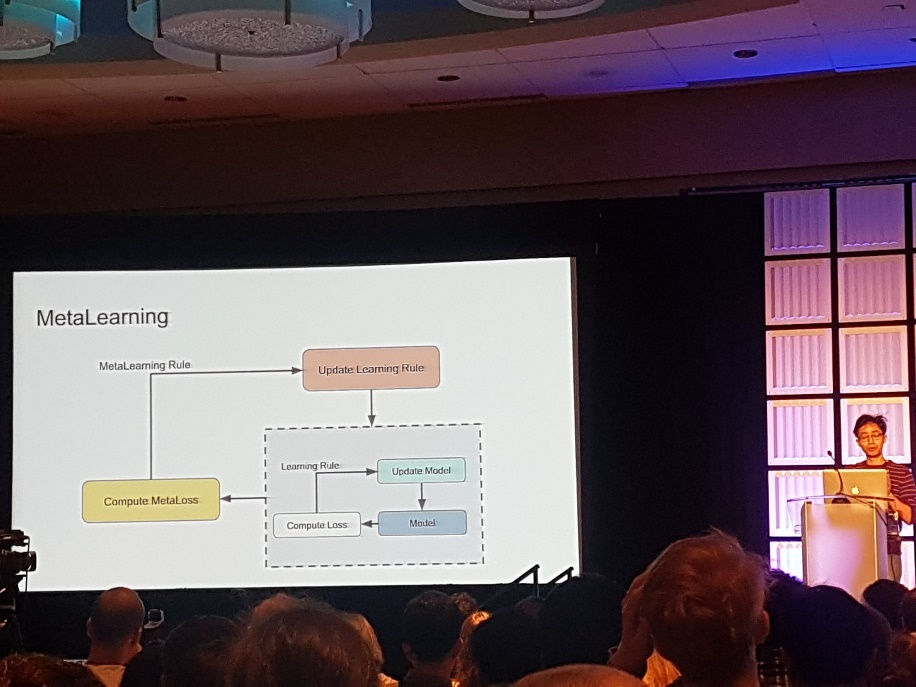 MetaLearning
MetaLearning Rule
Update Learning Rule
Learning Rule
Update Model
Compute MetaLoss
Compute Loss
Model